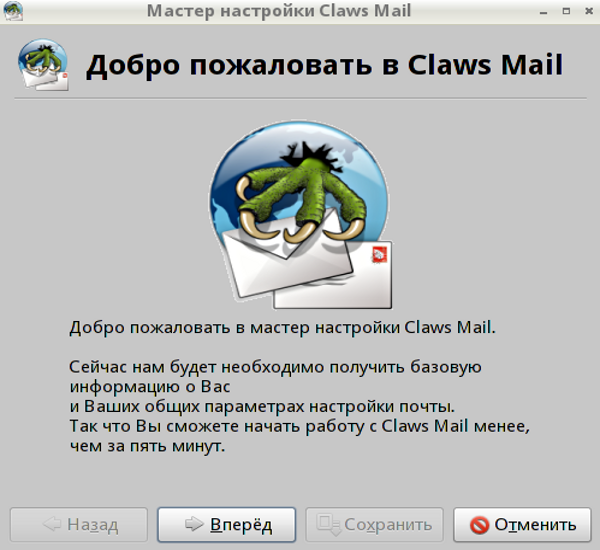 Мастер настройки Claws Mail
Добро пожаловать в Claws Mail
Добро пожаловать в мастер настройки Claws Mail.
Сейчас нам будет необходимо получить базовую
информацию о Вас
и Ваших общих параметрах настройки почты.
Так что Вы сможете начать работу с Claws Mail менее,
чем за пять минут.
Назад
Вперёд
Сохранить
Отменить